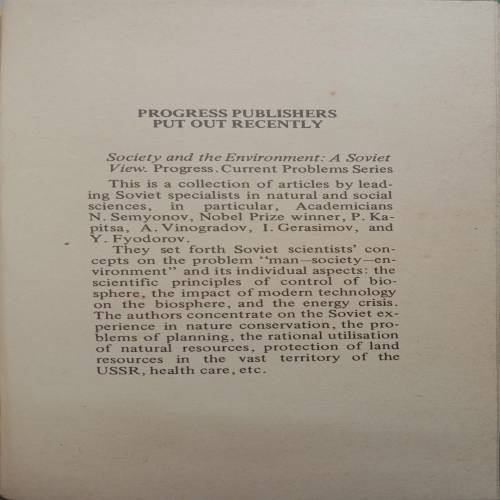 PROGRESS PUBLISHERS
PUT OUT RECENTLY
Society and the Environment: A Soviet
View. Progress. Current Problems Series
This is a collection of articles by lead-
ing Soviet specialists in natural and social
sciences, in particular, Academicians
N. Semyonov, Nobel Prize winner, P. Ka-
pitsa, A. Vinogradov, I. Gerasimov, and
Y. Fyodorov.
They set forth Soviet scientists' con-
cepts on the problem "man—society—en-
vironment" and its individual aspects: the
scientific principles of control of bio-
sphere, the impact of modern technology
on the biosphere, and the energy crisis.
The authors concentrate on the Soviet ex-
perience in nature conservation, the pro-
blems of planning, the rational utilisation
of natural resources, protection of land
resources in the vast territory of the
USSR, health care, etc.